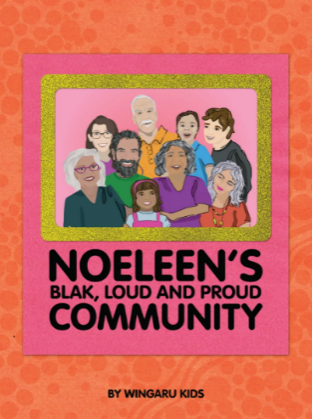 NOELEEN'S
BLAK, LOUD AND PROUD
COMMUNITY
BY WINGARU KIDS